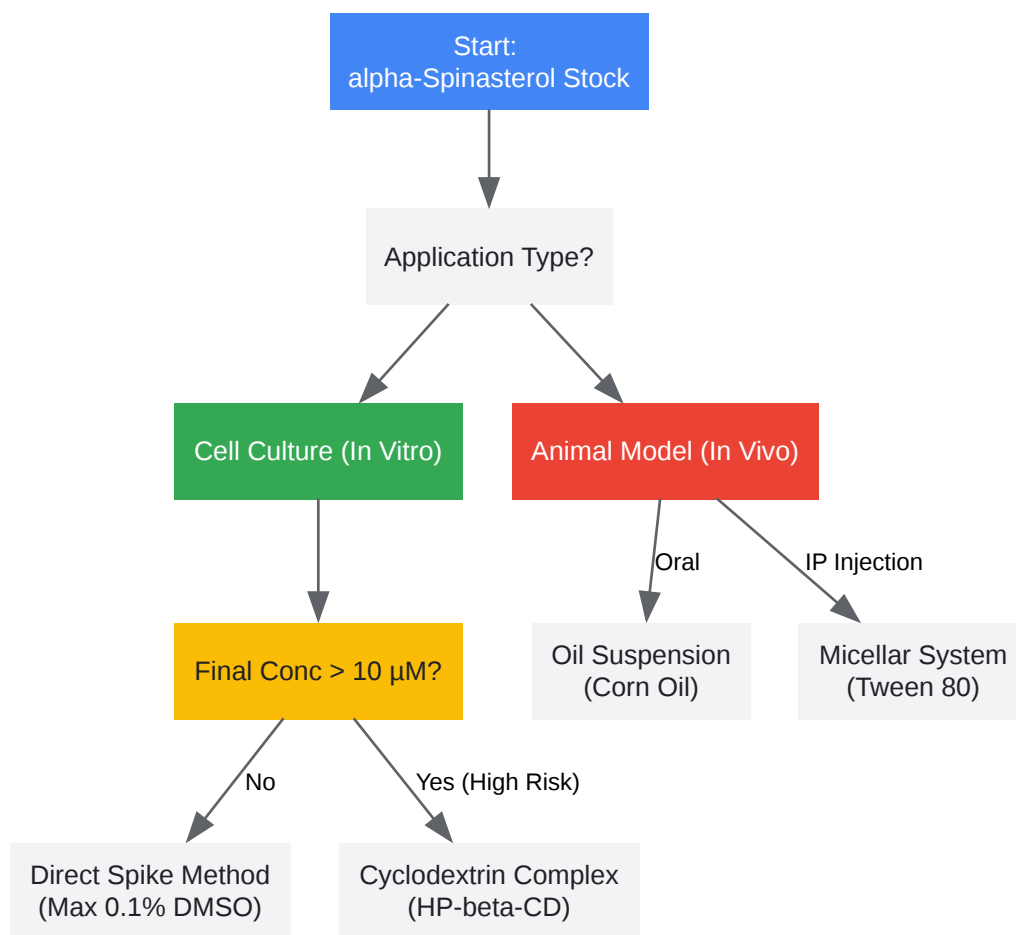 Start:
alpha-Spinasterol Stock
Application Type?
Cell Culture (In Vitro)
Animal Model (In Vivo)
Oral
IP Injection
Final Conc > 10 µM?
Oil Suspension
(Corn Oil)
Micellar System
(Tween 80)
No
Yes (High Risk)
Direct Spike Method
(Max 0.1% DMSO)
Cyclodextrin Complex
(HP-beta-CD)